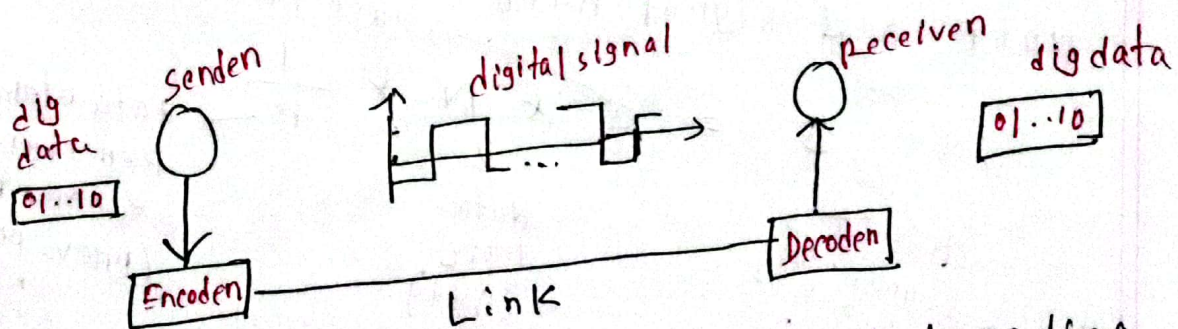 senden
dig
data
01..10
Encoden
digital signal
...
Link
receiven
Decoden
dig data
01..10